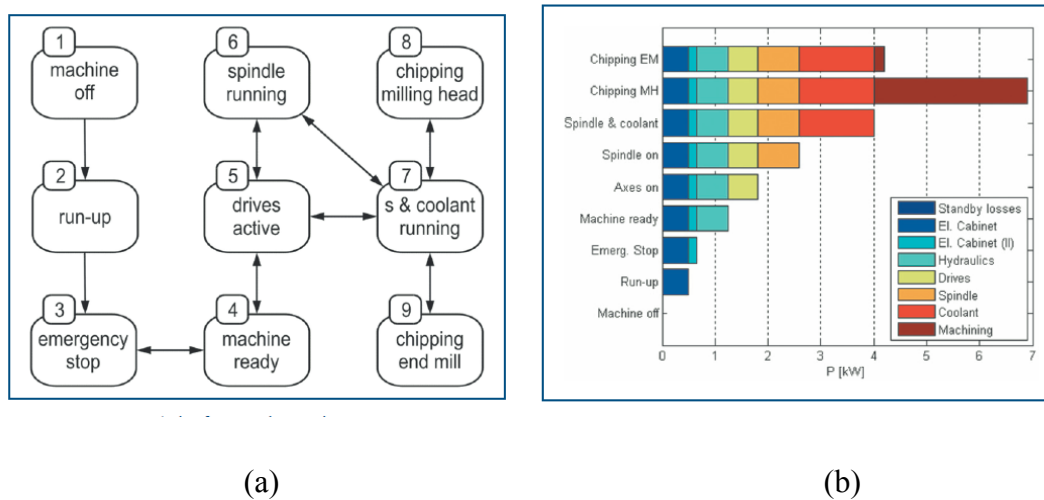 1
machine
off
6
spindle
running
8
chipping
milling head
2
run-up
5
drives
active
7
s & coolant
running
3
emergency
stop
4
machine
ready
9
chipping
end mill
(a)
Chipping EM
Chipping MH
Spindle & coolant
Spindle on
Axes on
Machine ready
Emerg. Stop
Run-up
Machine off
Standby losses
El. Cabinet
El. Cabinet (II)
Hydraulics
Drives
Spindle
Coolant
Machining
0 1 2 3 4 5 6 7
P [kW]
(b)